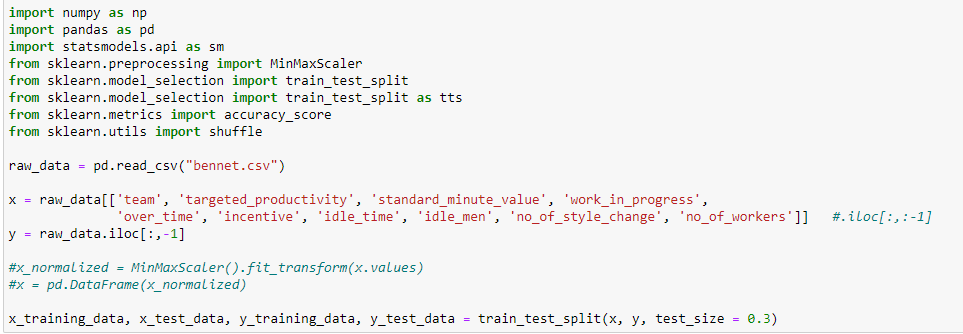 import numpy as np
import pandas as pd
import statsmodels.api as sm
from sklearn.preprocessing import MinMaxScaler
from sklearn.model_selection import train_test_split
from sklearn.model_selection import train_test_split as tts
from sklearn.metrics import accuracy_score
from sklearn.utils import shuffle
raw_data = pd.read_csv("bennet.csv")
x = raw_data[['team', 'targeted_productivity', 'standard_minute_value', 'work_in_progress',
'over_time', 'incentive', 'idle_time', 'idle_men', 'no_of_style_change', 'no_of_workers']]   #.iloc[:,:-1]
y = raw_data.iloc[:,-1]
#x_normalized = MinMaxScaler().fit_transform(x.values)
#x = pd.DataFrame(x_normalized)
x_training_data, x_test_data, y_training_data, y_test_data = train_test_split(x, y, test_size = 0.3)